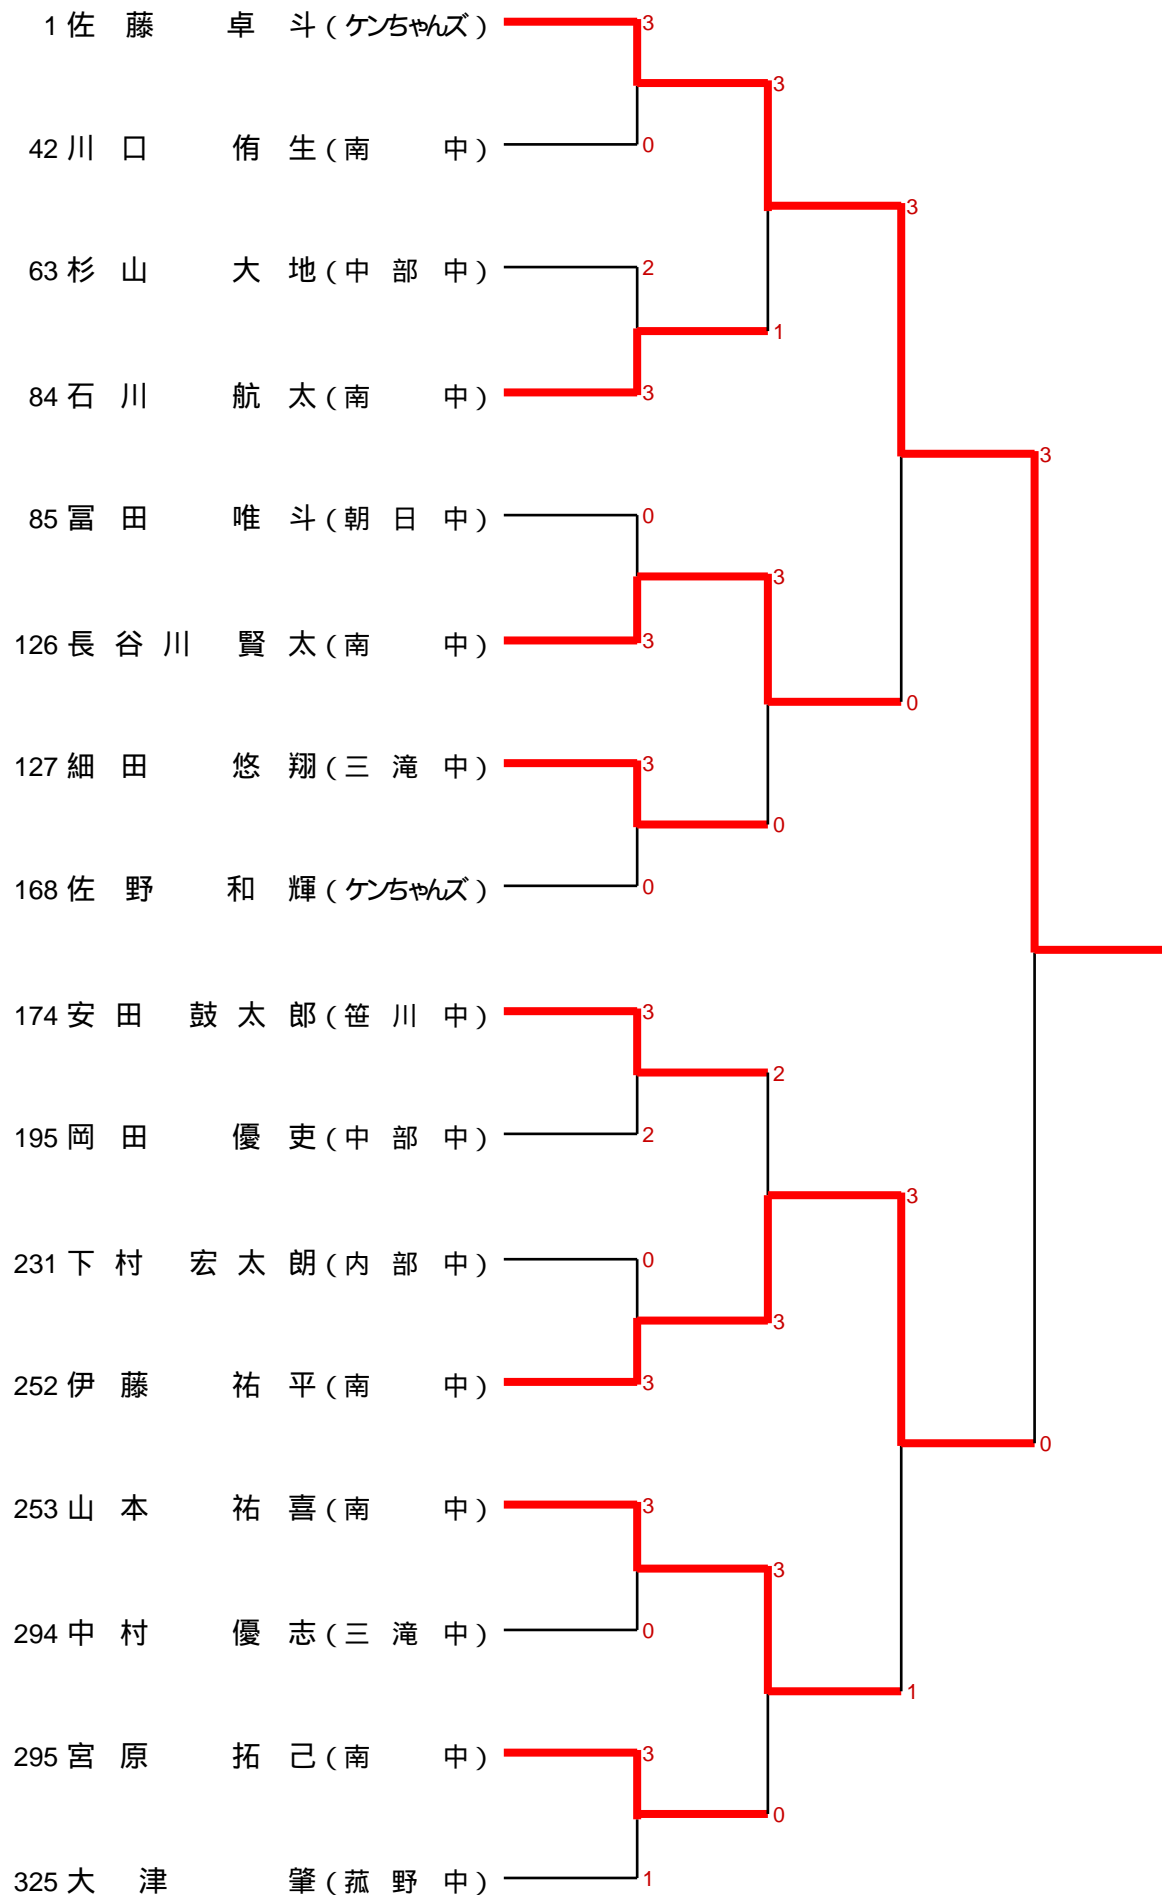 1 佐藤 卓斗(ケンちゃんズ) 3
3
42 川口 侑生(南中) 0
3
63 杉山 大地(中部中) 2
1
84 石川 航太(南中) 3
3
85 冨田 唯斗(朝日中) 0
3
126 長谷川 賢太(南中) 3
0
127 細田 悠翔(三滝中) 3
0
168 佐野 和輝(ケンちゃんズ) 0
174 安田 鼓太郎(笹川中) 3
2
195 岡田 優吏(中部中) 2
3
231 下村 宏太朗(内部中) 0
3
252 伊藤 祐平(南中) 3
0
253 山本 祐喜(南中) 3
3
294 中村 優志(三滝中) 0
1
295 宮原 拓己(南中) 3
0
325 大津 肇(菰野中) 1